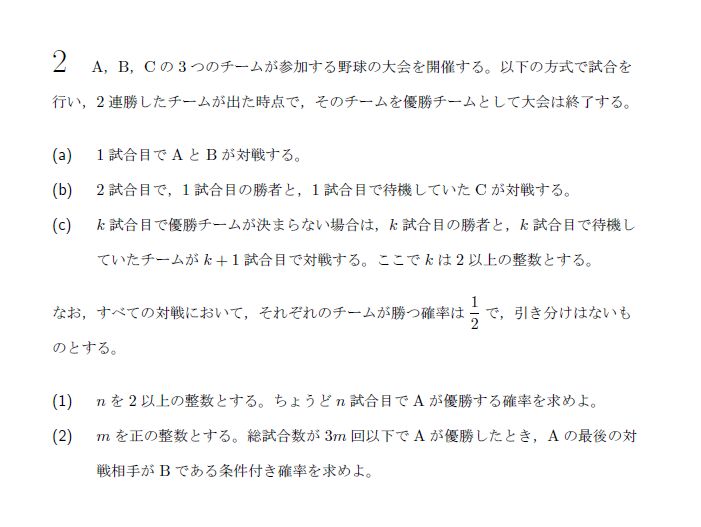 2 A，B，C の 3 つのチームが参加する野球の大会を開催する。以下の方式で試合を
行い，2 連勝したチームが出た時点で，そのチームを優勝チームとして大会は終了する。
(a) 1 試合目で A と B が対戦する。
(b) 2 試合目で，1 試合目の勝者と，1 試合目で待機していた C が対戦する。
(c) k 試合目で優勝チームが決まらない場合は，k 試合目の勝者と，k 試合目で待機し
ていたチームが k + 1 試合目で対戦する。ここで k は 2 以上の整数とする。
なお，すべての対戦において，それぞれのチームが勝つ確率は 1/2 で，引き分けはないも
のとする。
(1) n を 2 以上の整数とする。ちょうど n 試合目で A が優勝する確率を求めよ。
(2) m を正の整数とする。総試合数が 3m 回以下で A が優勝したとき，A の最後の対
戦相手が B である条件付き確率を求めよ。